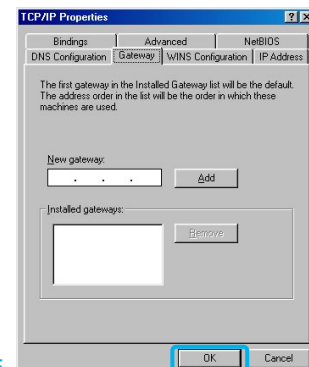 TCP/IP Properties
Bindings Advanced NetBIOS
DNS Configuration Gateway WINS Configuration IP Address
The first gateway in the Installed Gateway list will be the default.
The address order in the list will be the order in which these
machines are used.
New gateway:
. . . Add
Installed gateways:
Remove
OK Cancel